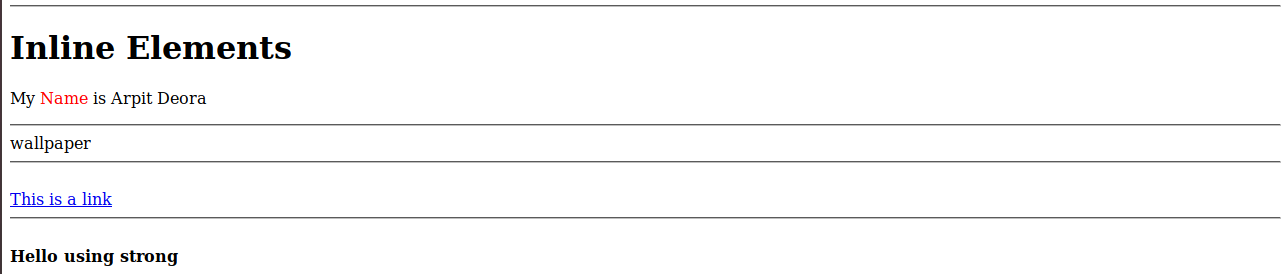 Inline Elements
My Name is Arpit Deora
wallpaper
This is a link
Hello using strong